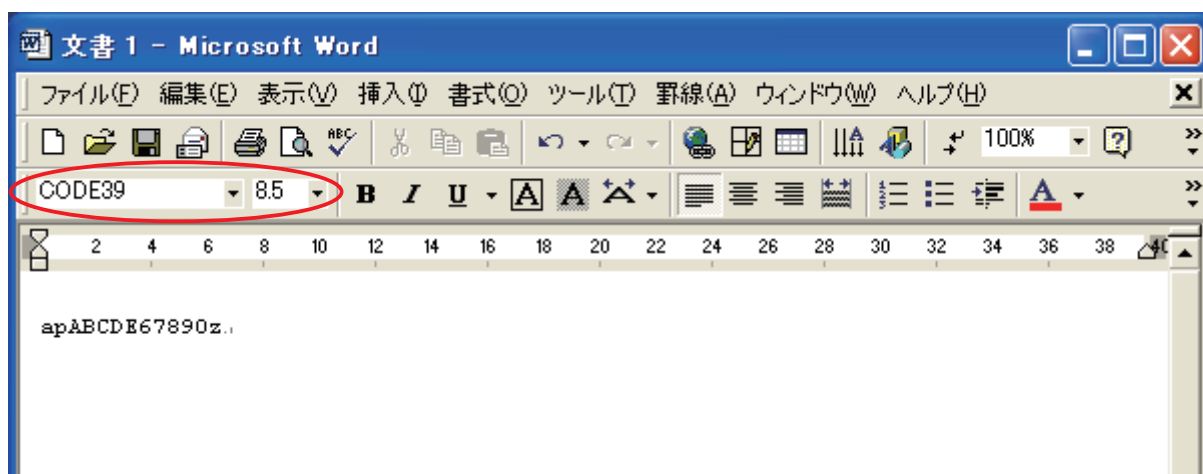 文書 1 - Microsoft Word
ファイル(F) 編集(E) 表示(V) 挿入(I) 書式(O) ツール(T) 罫線(A) ウィンドウ(W) ヘルプ(H)
ABC 100%
CODE39 8.5 B I U A A A A
2 4 6 8 10 12 14 16 18 20 22 24 26 28 30 32 34 36 38 40
apABCDE67890z